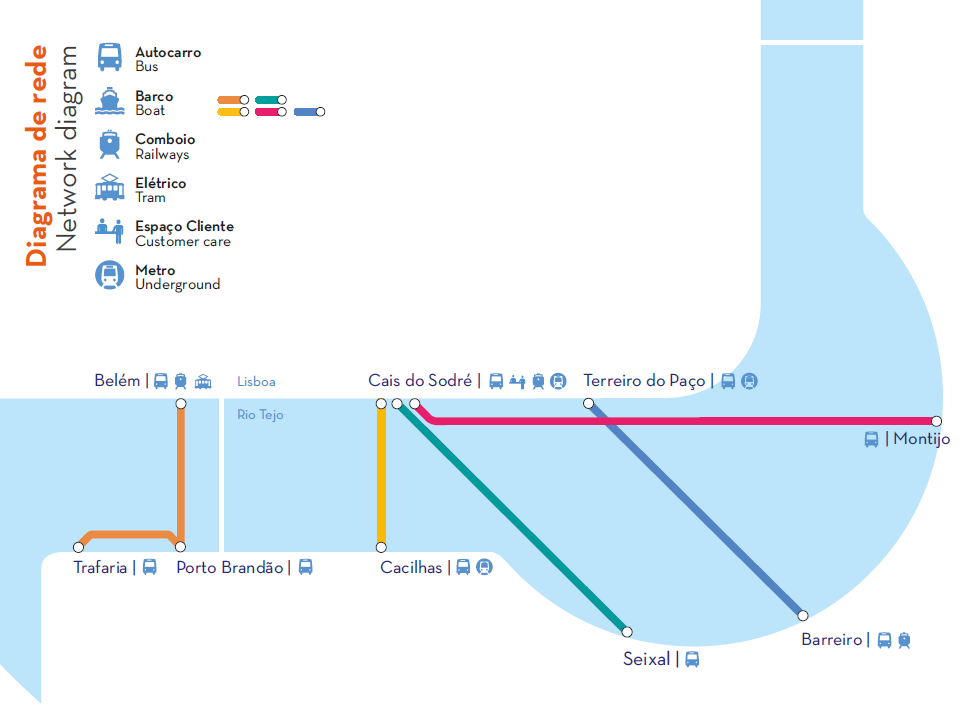 Diagrama de rede
Network diagram
Autocarro
Bus
Barco
Boat
Comboio
Railways
Elétrico
Tram
Espaço Cliente
Customer care
Metro
Underground
Belém |
Lisboa
Cais do Sodré |
Terreiro do Paço |
Rio Tejo
| Montijo
Trafaria |
Porto Brandão |
Cacilhas |
Barreiro |
Seixal |